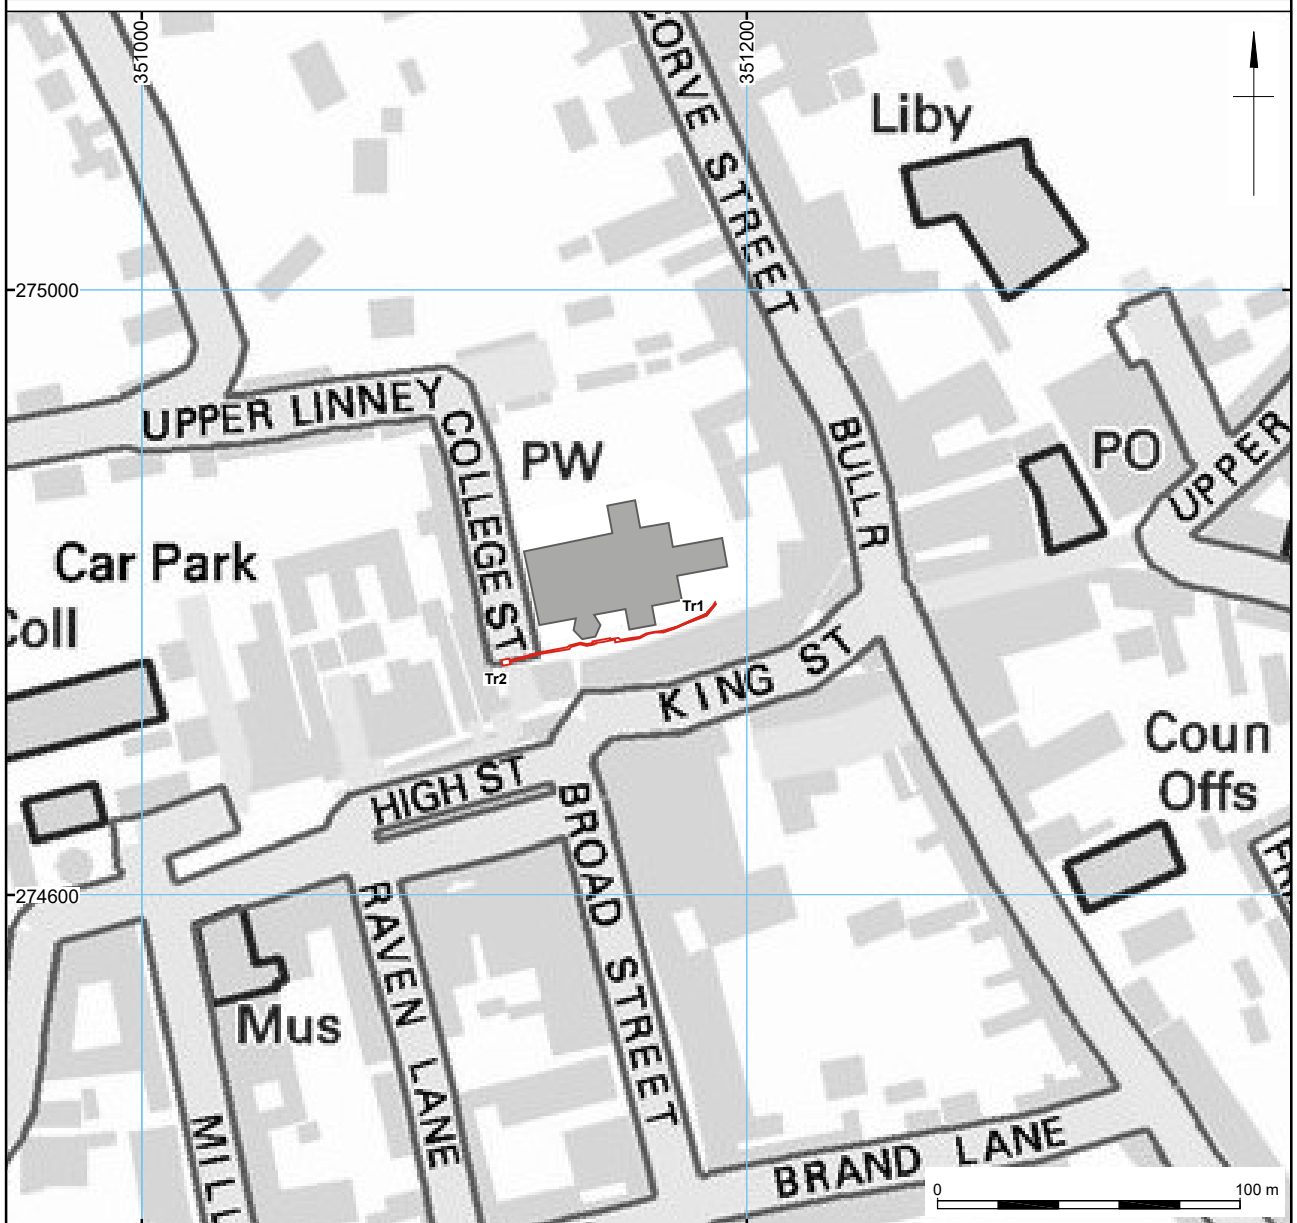 351000
351200
CORVE STREET
Liby
275000
UPPER LINNEY
COLLEGE ST
PW
BULL R
PO
UPPER
Car Park
Coll
Tr1
Tr2
KING ST
Coun
Offs
HIGH ST
BROAD STREET
274600
RAVEN LANE
Mus
MILL
BRAND LANE
0 100 m